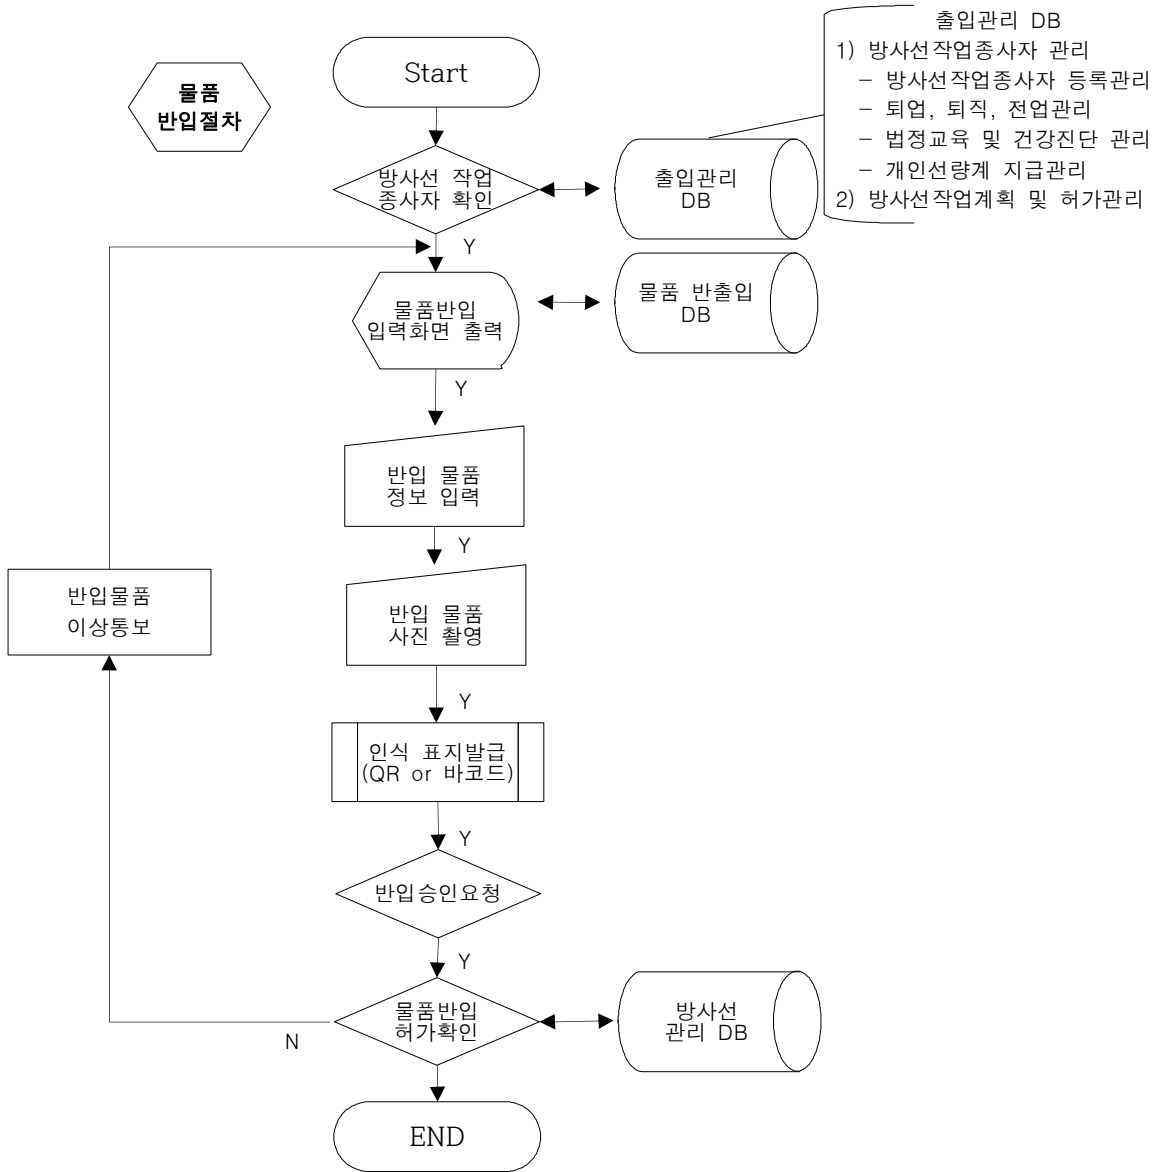 물품
반입절차
Start
방사선 작업
종사자 확인
출입관리
DB
출입관리 DB
1) 방사선작업종사자 관리
- 방사선작업종사자 등록관리
- 퇴업, 퇴직, 전업관리
- 법정교육 및 건강진단 관리
- 개인선량계 지급관리
2) 방사선작업계획 및 허가관리
Y
물품반입
입력화면 출력
물품 반출입
DB
Y
반입 물품
정보 입력
Y
반입물품
이상통보
반입 물품
사진 촬영
Y
인식 표지발급
(QR or 바코드)
Y
반입승인요청
Y
물품반입
허가확인
N
방사선
관리 DB
END